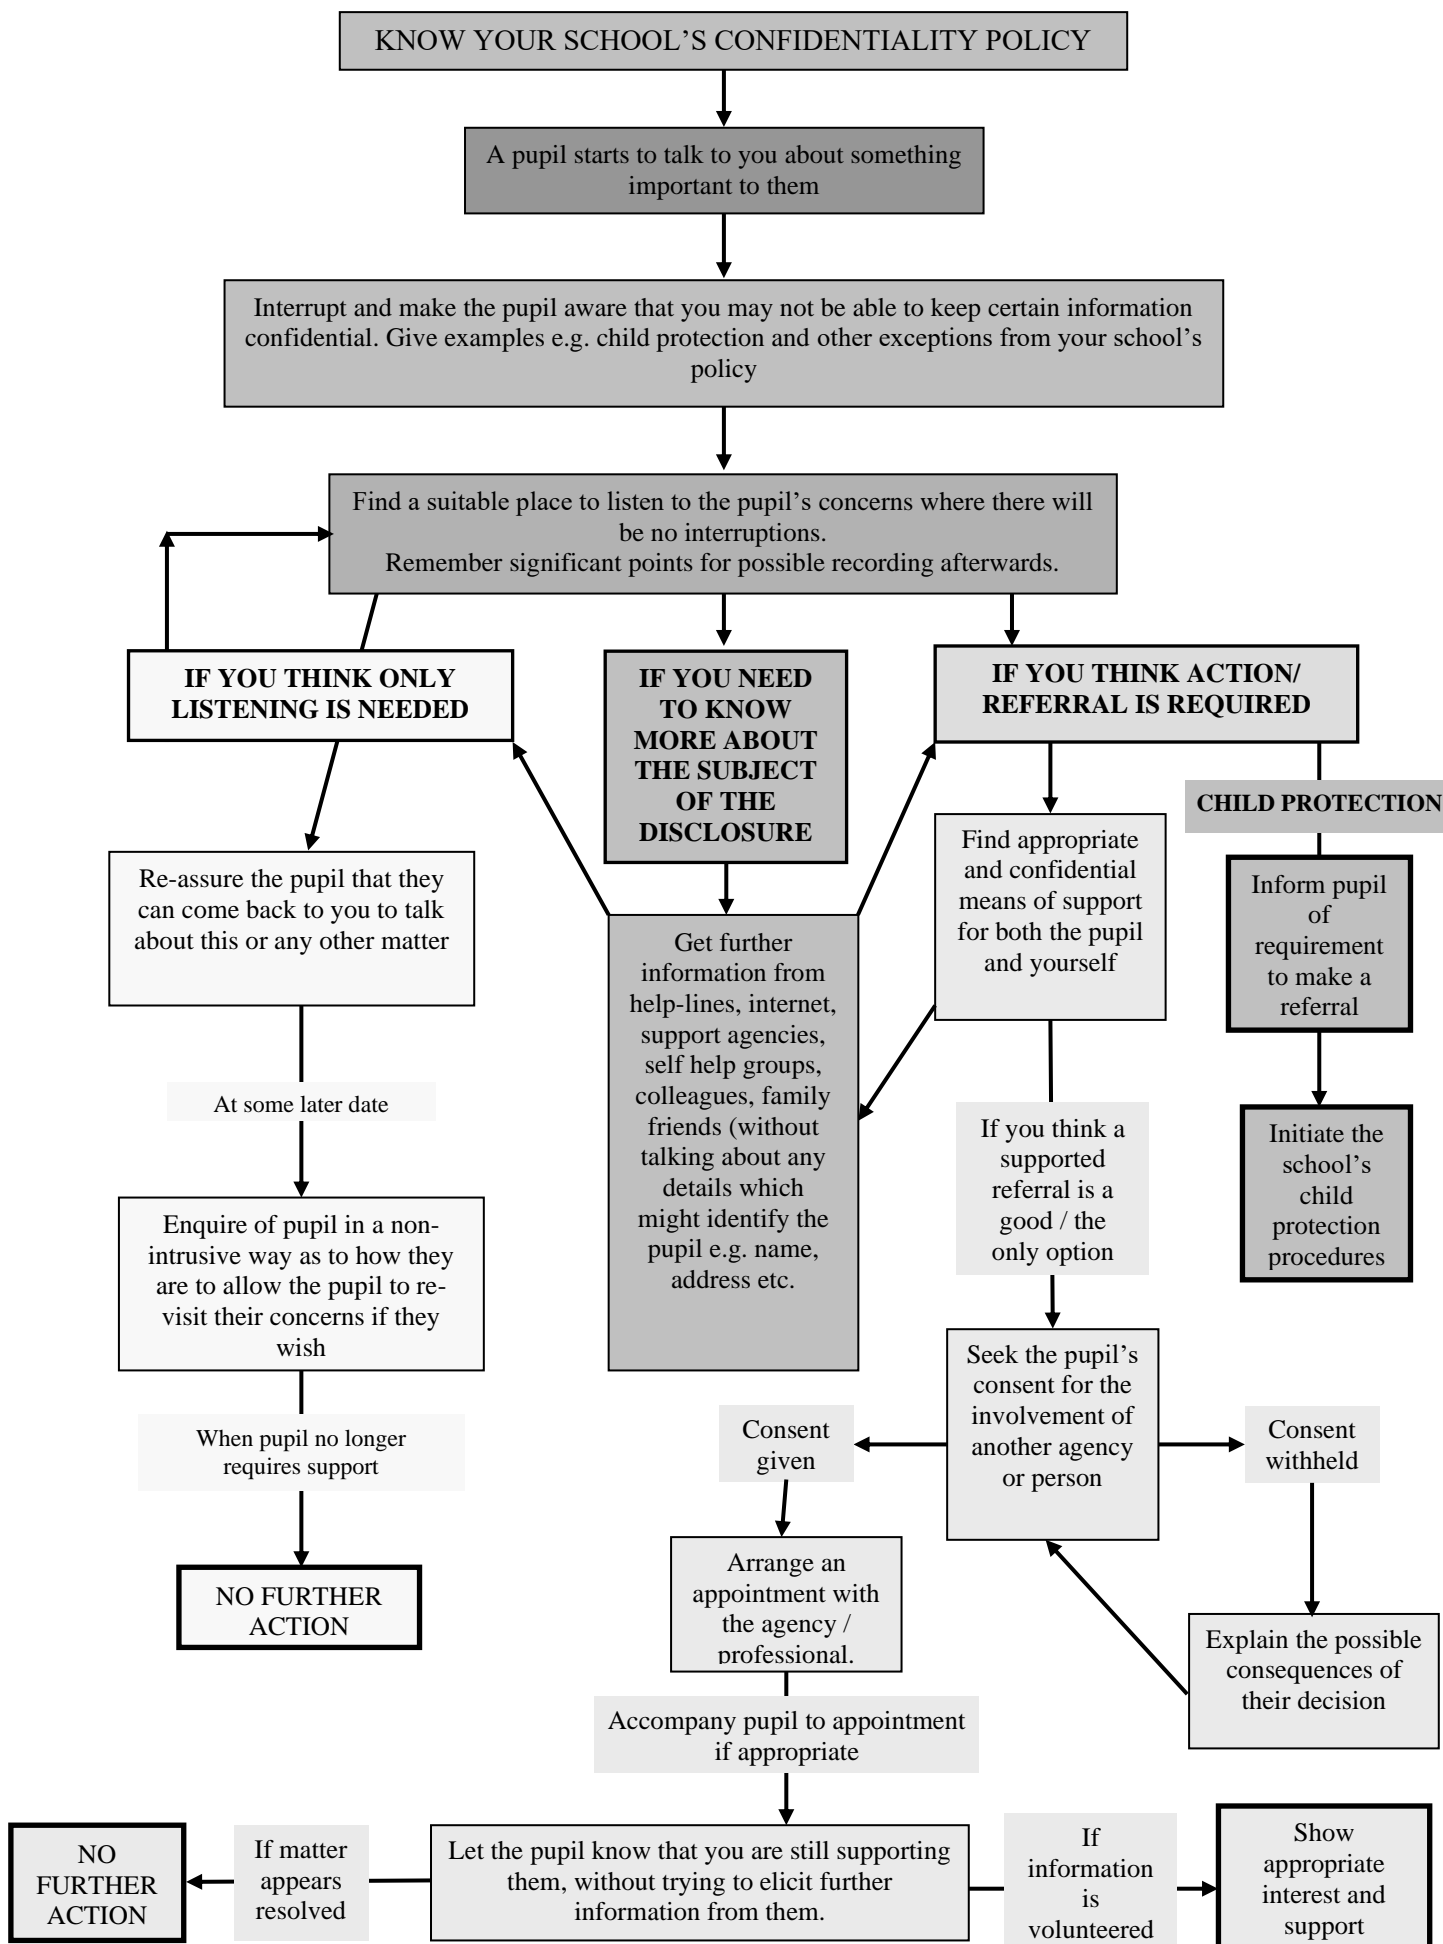 KNOW YOUR SCHOOL’S CONFIDENTIALITY POLICY
A pupil starts to talk to you about something
important to them
Interrupt and make the pupil aware that you may not be able to keep certain information
confidential. Give examples e.g. child protection and other exceptions from your school’s
policy
Find a suitable place to listen to the pupil’s concerns where there will
be no interruptions.
Remember significant points for possible recording afterwards.
IF YOU THINK ONLY
LISTENING IS NEEDED
IF YOU NEED
TO KNOW
MORE ABOUT
THE SUBJECT
OF THE
DISCLOSURE
IF YOU THINK ACTION/
REFERRAL IS REQUIRED
CHILD PROTECTION
Re-assure the pupil that they
can come back to you to talk
about this or any other matter
Get further
information from
help-lines, internet,
support agencies,
self help groups,
colleagues, family
friends (without
talking about any
details which
might identify the
pupil e.g. name,
address etc.
Find appropriate
and confidential
means of support
for both the pupil
and yourself
Inform pupil
of
requirement
to make a
referral
At some later date
If you think a
supported
referral is a
good / the
only option
Initiate the
school’s
child
protection
procedures
Enquire of pupil in a non-
intrusive way as to how they
are to allow the pupil to re-
visit their concerns if they
wish
Seek the pupil’s
consent for the
involvement of
another agency
or person
When pupil no longer
requires support
Consent
given
Consent
withheld
NO FURTHER
ACTION
Arrange an
appointment with
the agency /
professional.
Explain the possible
consequences of
their decision
Accompany pupil to appointment
if appropriate
NO
FURTHER
ACTION
If matter
appears
resolved
Let the pupil know that you are still supporting
them, without trying to elicit further
information from them.
If
information
is
volunteered
Show
appropriate
interest and
support